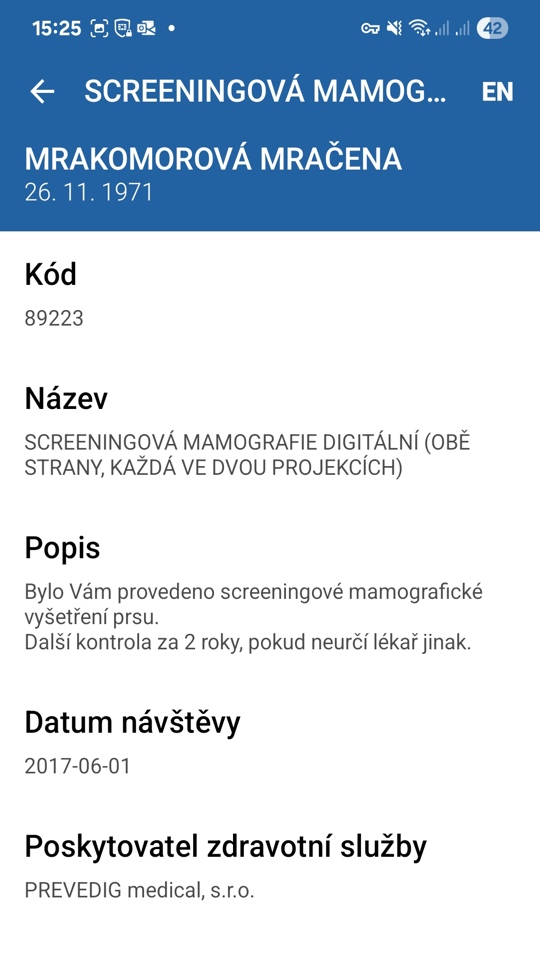 15:25
42
SCREENINGOVÁ MAMOG...
EN
MRAKOMOROVÁ MRAČENA
26. 11. 1971
Kód
89223
Název
SCREENINGOVÁ MAMOGRAFIE DIGITÁLNÍ (OBĚ
STRANY, KAŽDÁ VE DVOU PROJEKCÍCH)
Popis
Bylo Vám provedeno screeningové mamografické
vyšetření prsu.
Další kontrola za 2 roky, pokud neurčí lékař jinak.
Datum návštěvy
2017-06-01
Poskytovatel zdravotní služby
PREVEDIG medical, s.r.o.